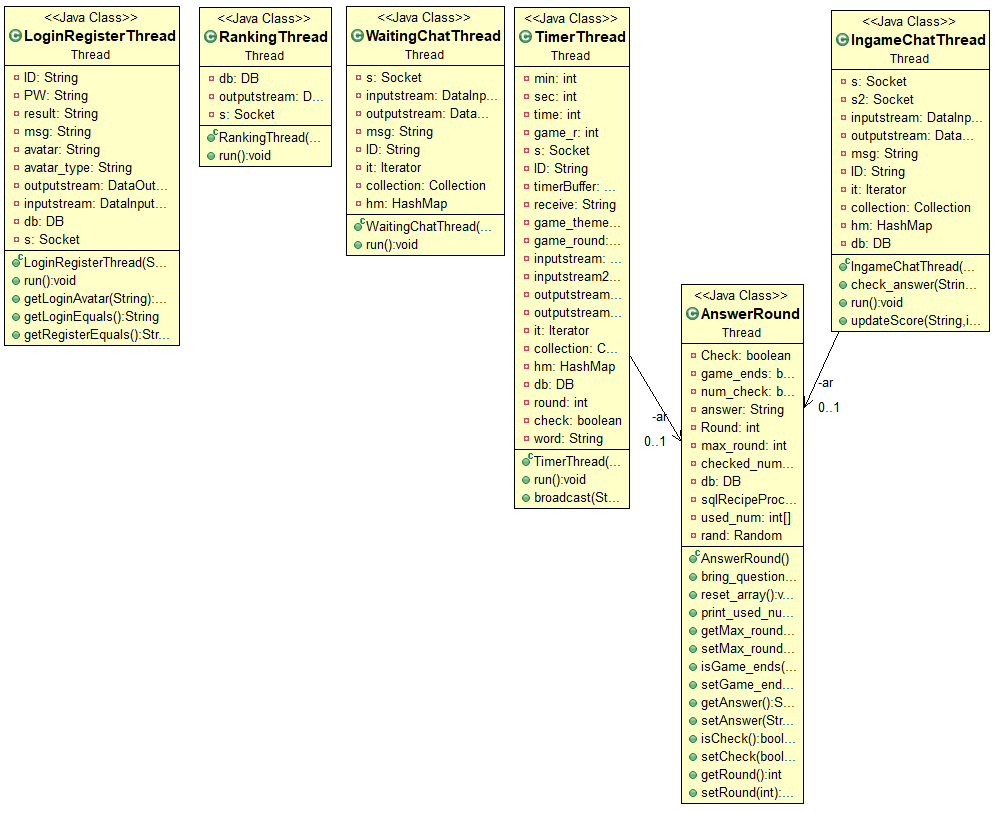 <<Java Class>>
LoginRegisterThread
Thread
ID: String
PW: String
result: String
msg: String
avatar: String
avatar_type: String
outputstream: DataOut...
inputstream: DataInput...
db: DB
s: Socket
LoginRegisterThread(S...
run():void
getLoginAvatar(String):...
getLoginEquals():String
getRegisterEquals():Str...
<<Java Class>>
RankingThread
Thread
db: DB
outputstream: D...
s: Socket
RankingThread(...
run():void
<<Java Class>>
WaitingChatThread
Thread
s: Socket
inputstream: DataInp...
outputstream: Data...
msg: String
ID: String
it: Iterator
collection: Collection
hm: HashMap
WaitingChatThread(...
run():void
<<Java Class>>
TimerThread
Thread
min: int
sec: int
time: int
game_r: int
s: Socket
ID: String
timerBuffer: ...
receive: String
game_theme...
game_round:...
inputstream: ...
inputstream2...
outputstream...
outputstream...
it: Iterator
collection: C...
hm: HashMap
db: DB
round: int
check: boolean
word: String
TimerThread(...
run():void
broadcast(St...
-ar
0..1
<<Java Class>>
AnswerRound
Thread
Check: boolean
game_ends: b...
num_check: b...
answer: String
Round: int
max_round: int
checked_num...
db: DB
sqlRecipeProc...
used_num: int[]
rand: Random
AnswerRound()
bring_question...
reset_array():v...
print_used_nu...
getMax_round...
setMax_round...
isGame_ends(...
setGame_end...
getAnswer():S...
setAnswer(Str...
isCheck():bool...
setCheck(bool...
getRound():int
setRound(int):...
<<Java Class>>
IngameChatThread
Thread
s: Socket
s2: Socket
inputstream: DataInp...
outputstream: Data...
msg: String
ID: String
it: Iterator
collection: Collection
hm: HashMap
db: DB
IngameChatThread(...
check_answer(Strin...
run():void
updateScore(String,i...
-ar
0..1